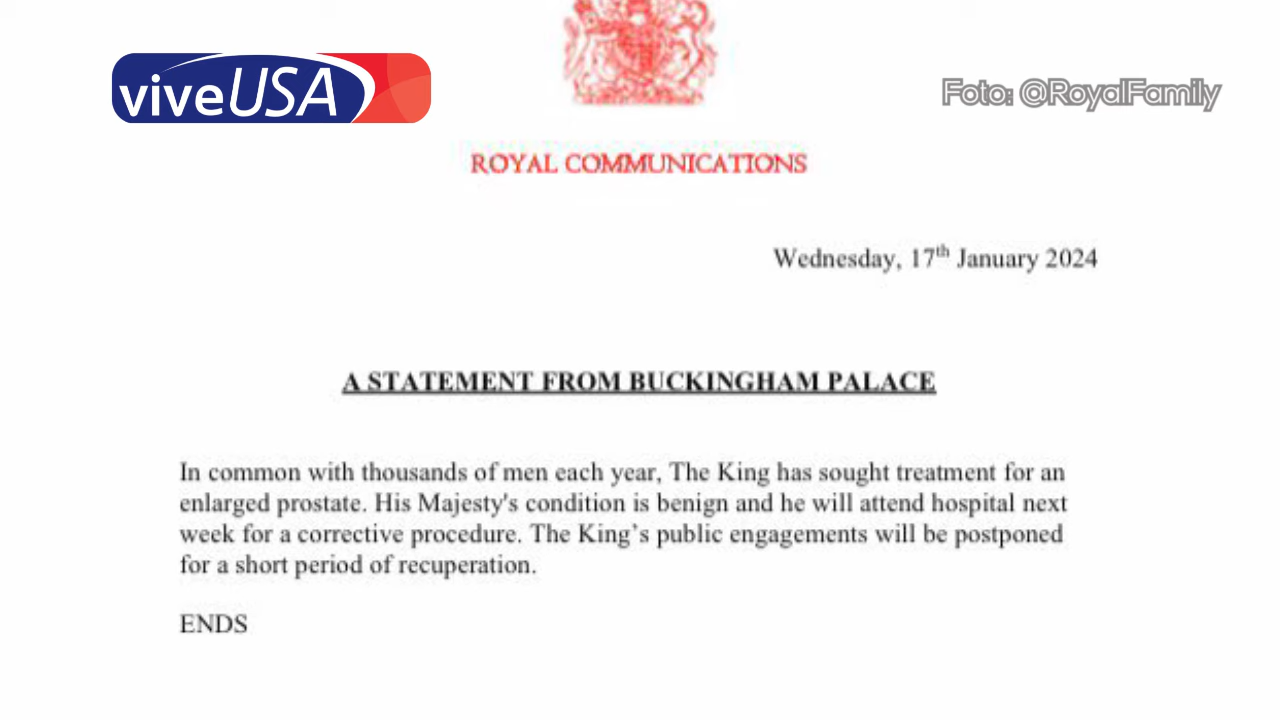 viveUSA
Foto: @RoyalFamily
ROYAL COMMUNICATIONS
Wednesday, 17th January 2024
A STATEMENT FROM BUCKINGHAM PALACE
In common with thousands of men each year, The King has sought treatment for an
enlarged prostate. His Majesty's condition is benign and he will attend hospital next
week for a corrective procedure. The King’s public engagements will be postponed
for a short period of recuperation.
ENDS